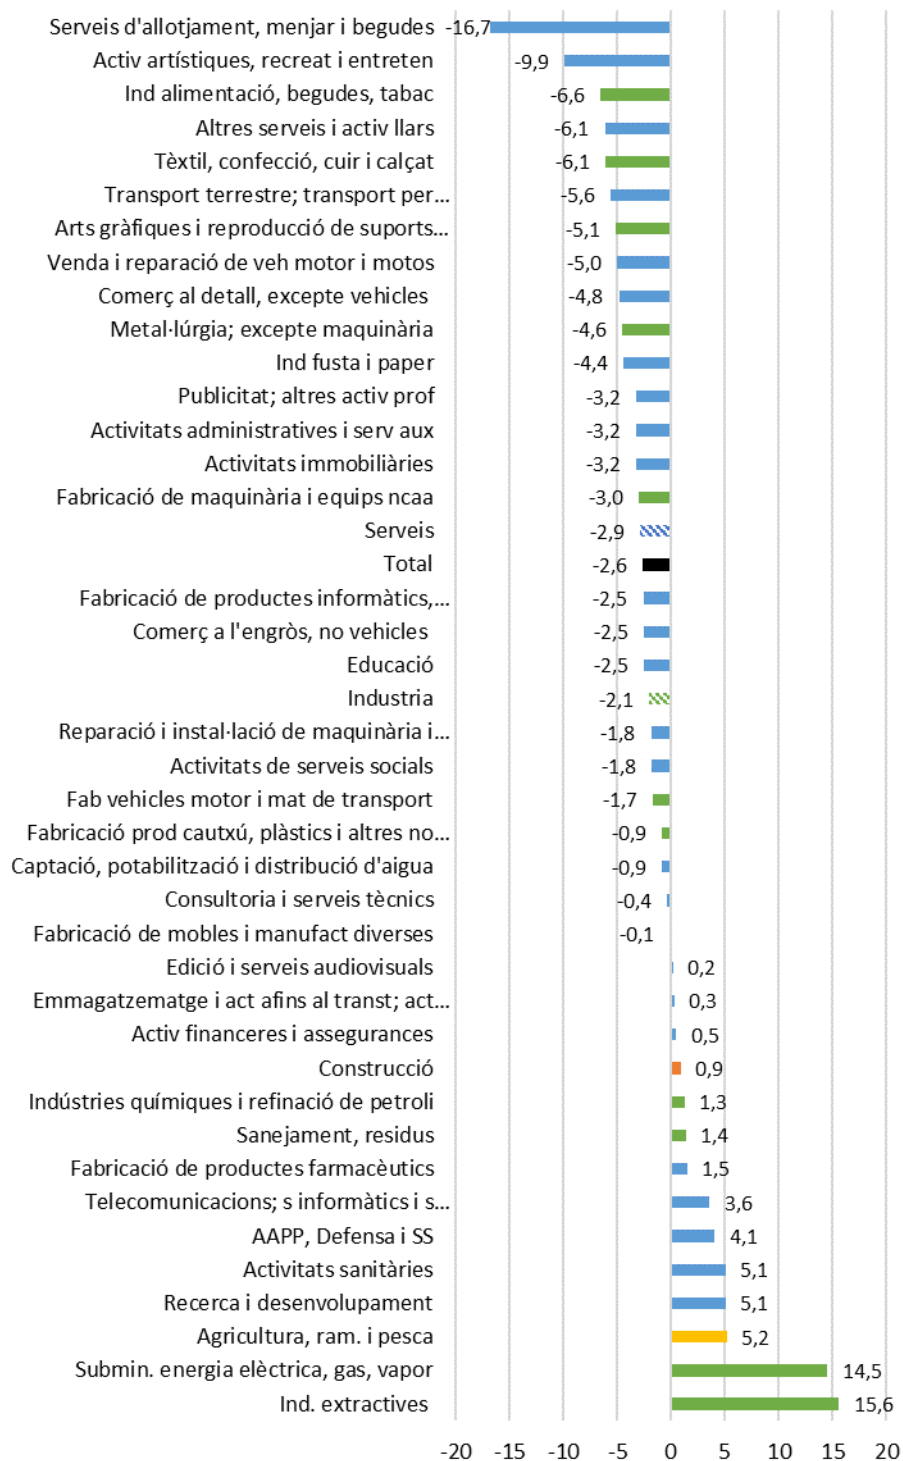 Serveis d'allotjament, menjar i begudes -16,7
Activ artístiques, recreat i entreten -9,9
Ind alimentació, begudes, tabac -6,6
Altres serveis i activ llars -6,1
Tèxtil, confecció, cuir i calçat -6,1
Transport terrestre; transport per... -5,6
Arts gràfiques i reproducció de suports... -5,1
Venda i reparació de veh motor i motos -5,0
Comerç al detall, excepte vehicles -4,8
Metal·lúrgia; excepte maquinària -4,6
Ind fusta i paper -4,4
Publicitat; altres activ prof -3,2
Activitats administratives i serv aux -3,2
Activitats immobiliàries -3,2
Fabricació de maquinària i equips ncaa -3,0
Serveis -2,9
Total -2,6
Fabricació de productes informàtics,... -2,5
Comerç a l'engròs, no vehicles -2,5
Educació -2,5
Industria -2,1
Reparació i instal·lació de maquinària i... -1,8
Activitats de serveis socials -1,8
Fab vehicles motor i mat de transport -1,7
Fabricació prod cautxú, plàstics i altres no... -0,9
Captació, potabilització i distribució d'aigua -0,9
Consultoria i serveis tècnics -0,4
Fabricació de mobles i manufact diverses -0,1
Edició i serveis audiovisuals 0,2
Emmagatzematge i act afins al transt; act... 0,3
Activ financeres i assegurances 0,5
Construcció 0,9
Indústries químiques i refinació de petroli 1,3
Sanejament, residus 1,4
Fabricació de productes farmacèutics 1,5
Telecomunicacions; s informàtics i s... 3,6
AAPP, Defensa i SS 4,1
Activitats sanitàries 5,1
Recerca i desenvolupament 5,1
Agricultura, ram. i pesca 5,2
Submin. energia elèctrica, gas, vapor 14,5
Ind. extractives 15,6
-20 -15 -10 -5 0 5 10 15 20